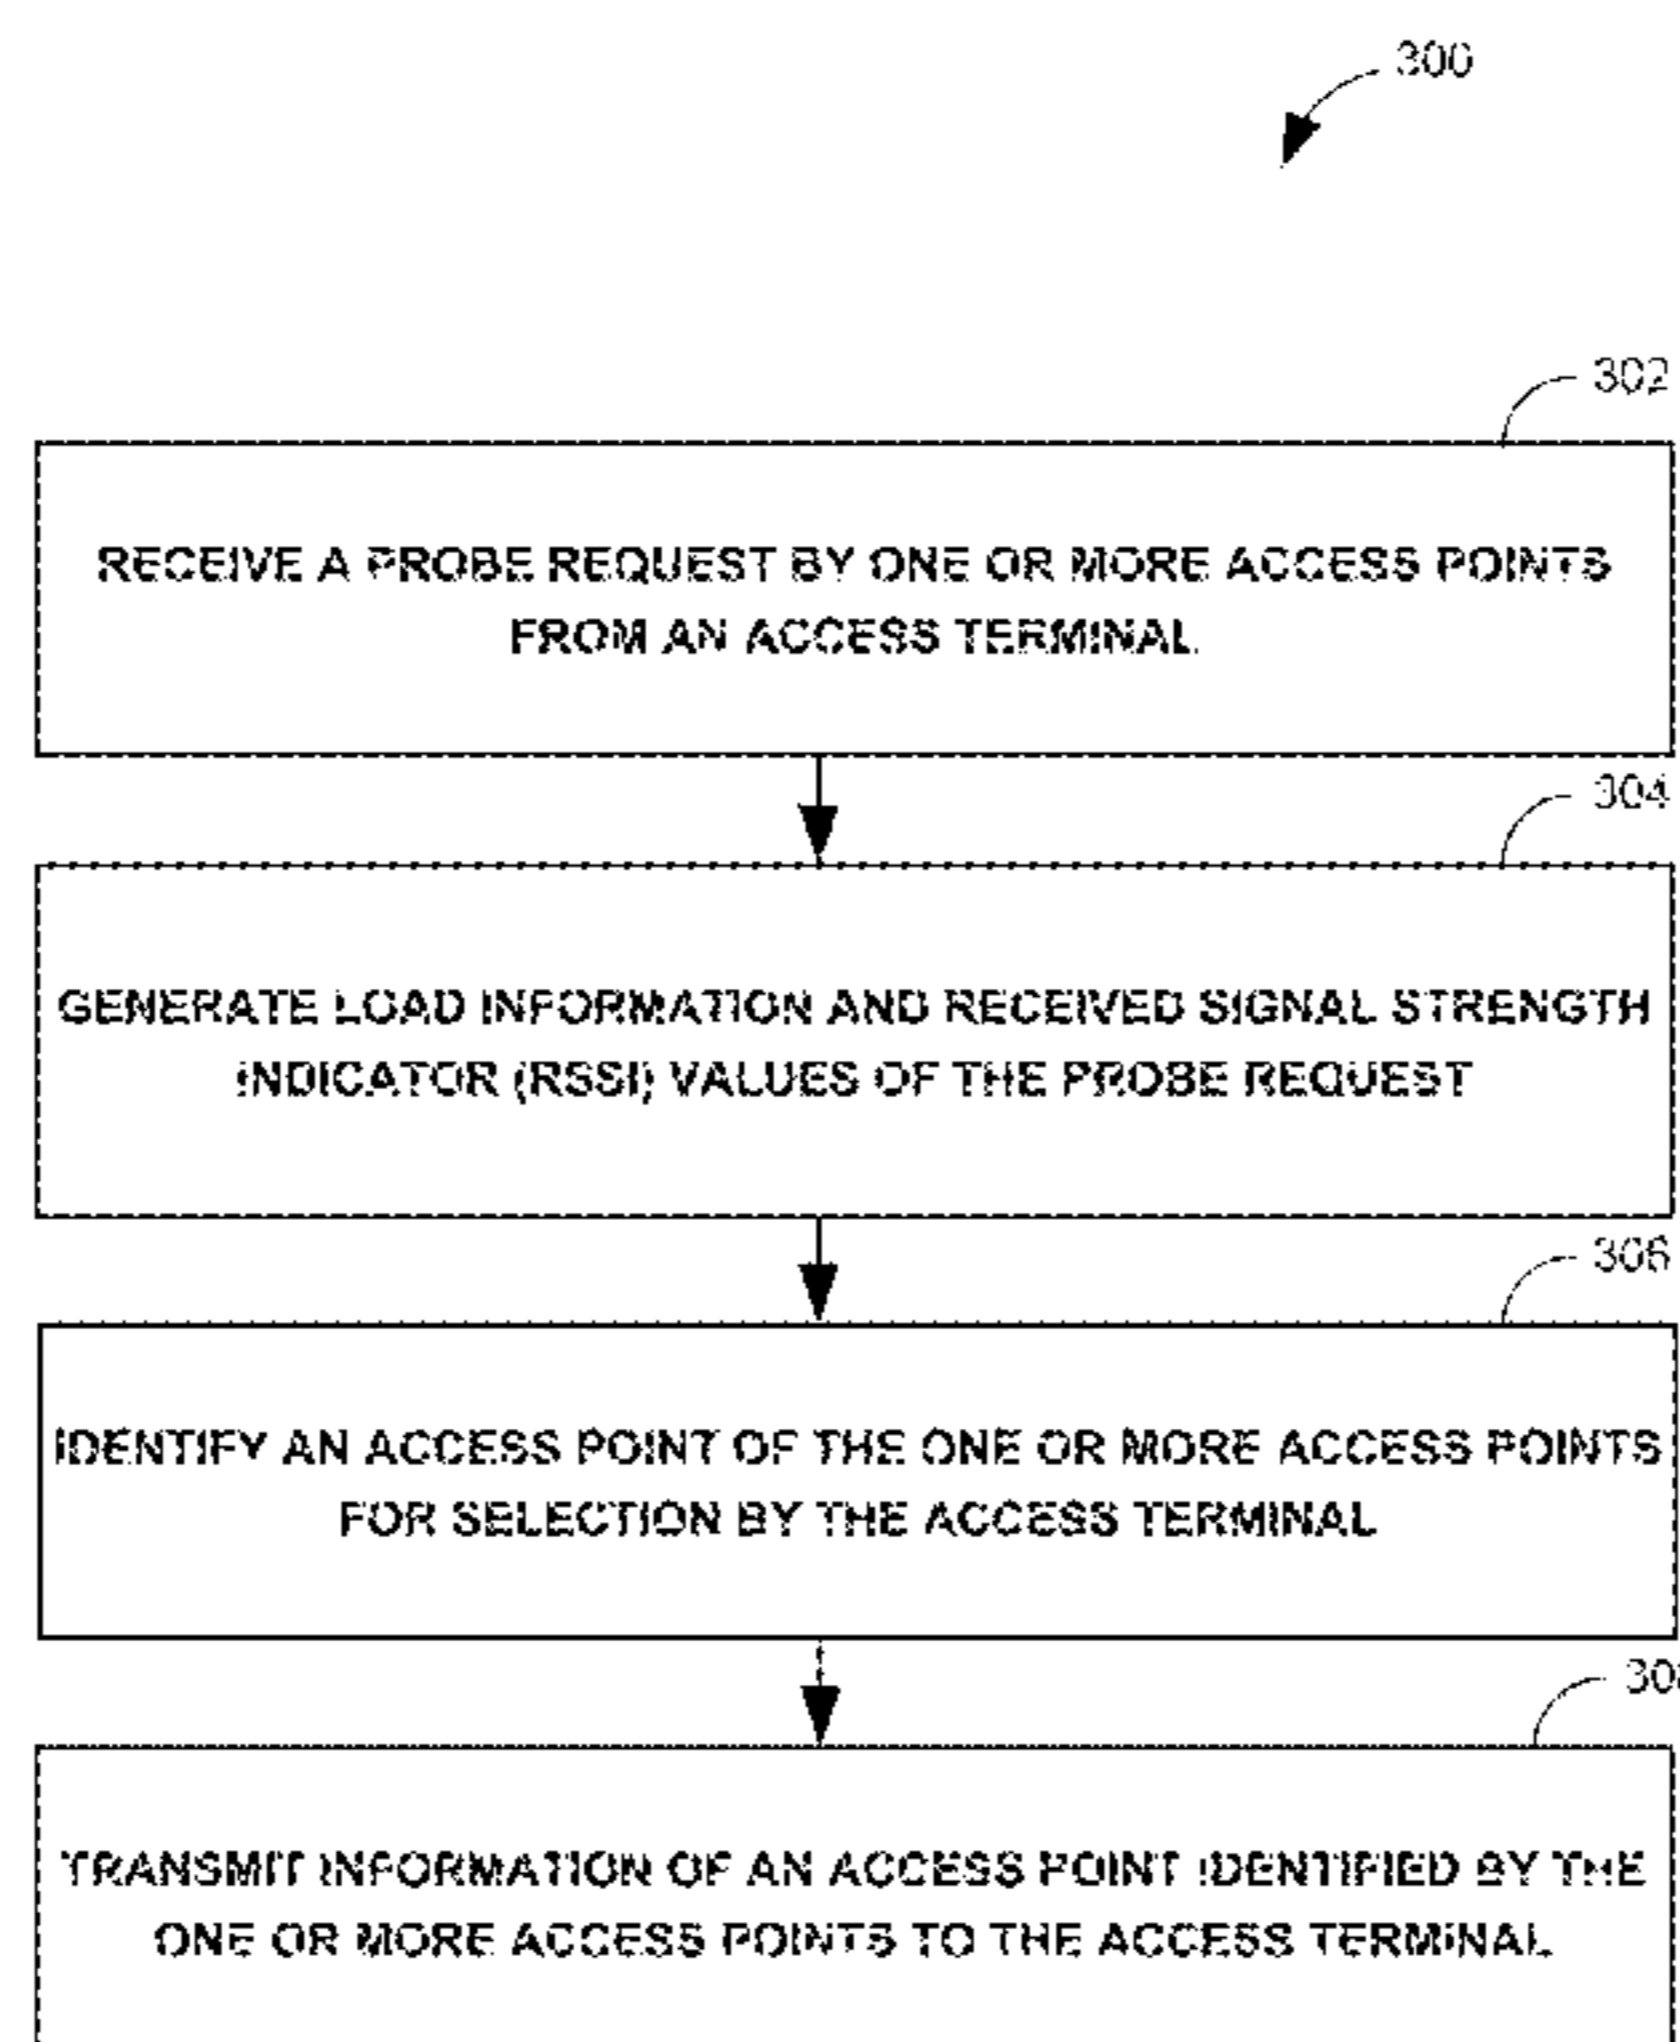 300
302
RECEIVE A PROBE REQUEST BY ONE OR MORE ACCESS POINTS
FROM AN ACCESS TERMINAL
304
GENERATE LOAD INFORMATION AND RECEIVED SIGNAL STRENGTH
INDICATOR (RSSI) VALUES OF THE PROBE REQUEST
306
IDENTIFY AN ACCESS POINT OF THE ONE OR MORE ACCESS POINTS
FOR SELECTION BY THE ACCESS TERMINAL
TRANSMIT INFORMATION OF AN ACCESS POINT IDENTIFIED BY THE
ONE OR MORE ACCESS POINTS TO THE ACCESS TERMINAL